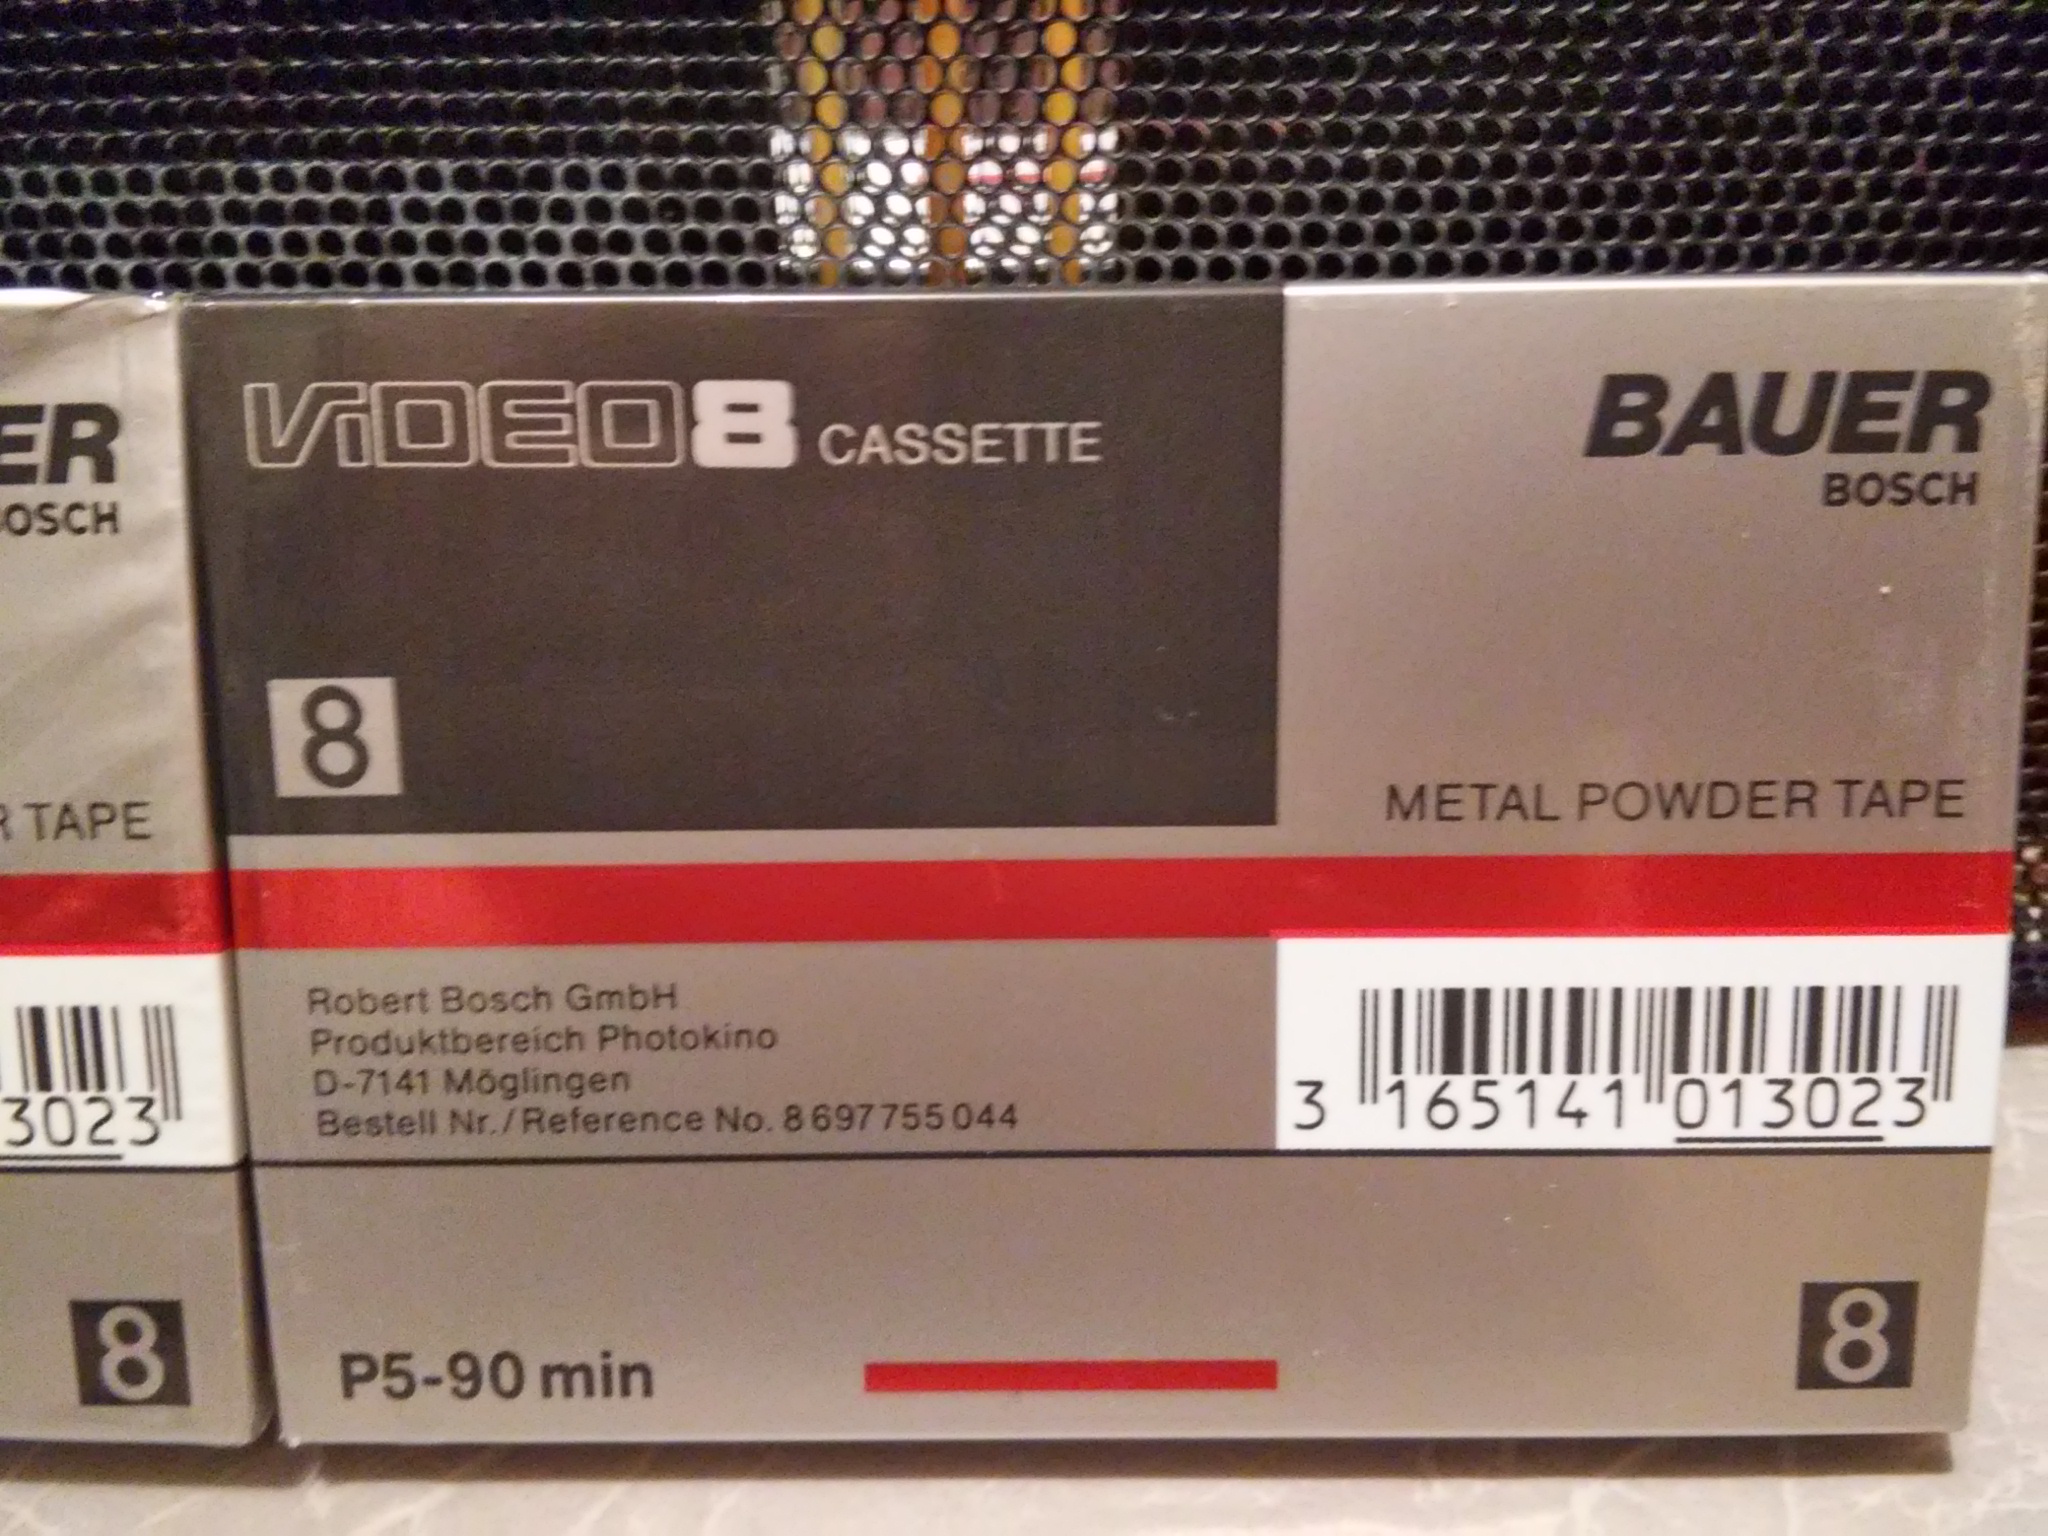 ER
BOSCH
R TAPE
3023
8
ViDEO8 CASSETTE
BAUER
BOSCH
8
METAL POWDER TAPE
Robert Bosch GmbH
Produktbereich Photokino
D-7141 Möglingen
Bestell Nr./Reference No. 8 697 755 044
3 165141 013023
P5-90 min
8